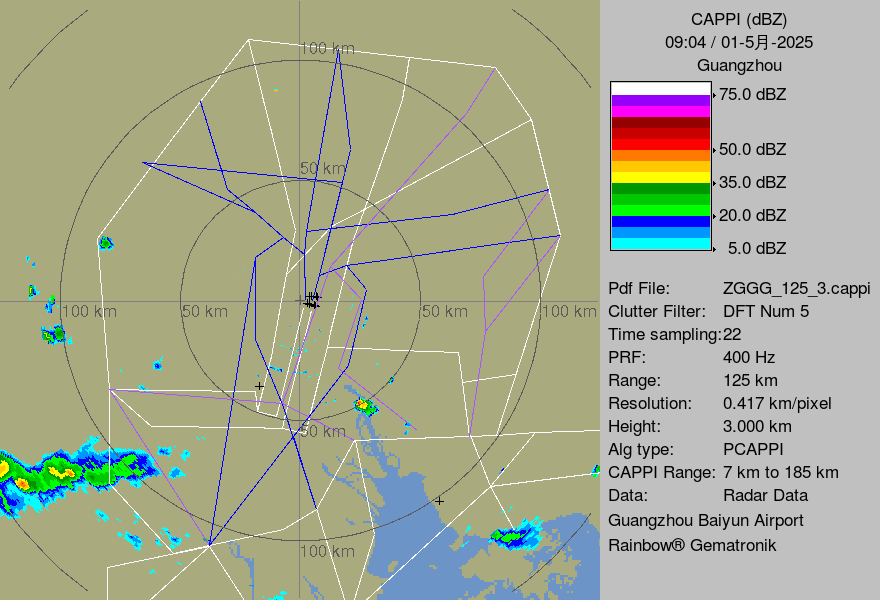 100 km
50 km
100 km
50 km
50 km
100 km
50 km
100 km
CAPPI (dBZ)
09:04 / 01-5月-2025
Guangzhou
75.0 dBZ
50.0 dBZ
35.0 dBZ
20.0 dBZ
5.0 dBZ
Pdf File: ZGGG_125_3.cappi
Clutter Filter: DFT Num 5
Time sampling:22
PRF: 400 Hz
Range: 125 km
Resolution: 0.417 km/pixel
Height: 3.000 km
Alg type: PCAPPI
CAPPI Range: 7 km to 185 km
Data: Radar Data
Guangzhou Baiyun Airport
Rainbow® Gematronik